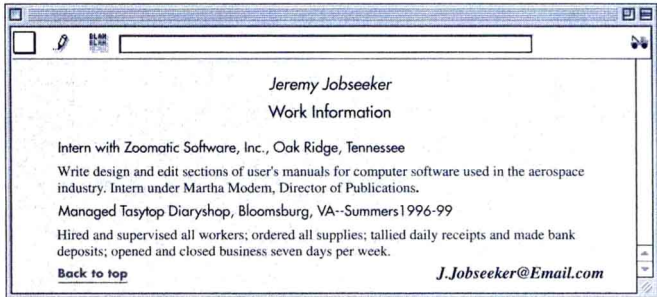 BLAH
BLAH
Jeremy Jobseeker
Work Information
Intern with Zoomatic Software, Inc., Oak Ridge, Tennessee
Write design and edit sections of user's manuals for computer software used in the aerospace
industry. Intern under Martha Modem, Director of Publications.
Managed Tasytop Diaryshop, Bloomsburg, VA--Summers1996-99
Hired and supervised all workers; ordered all supplies; tallied daily receipts and made bank
deposits; opened and closed business seven days per week.
Back to top J.Jobseeker@Email.com